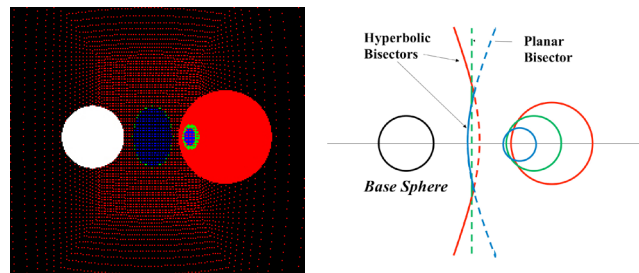 Hyperbolic
Bisectors
Planar
Bisector
Base Sphere